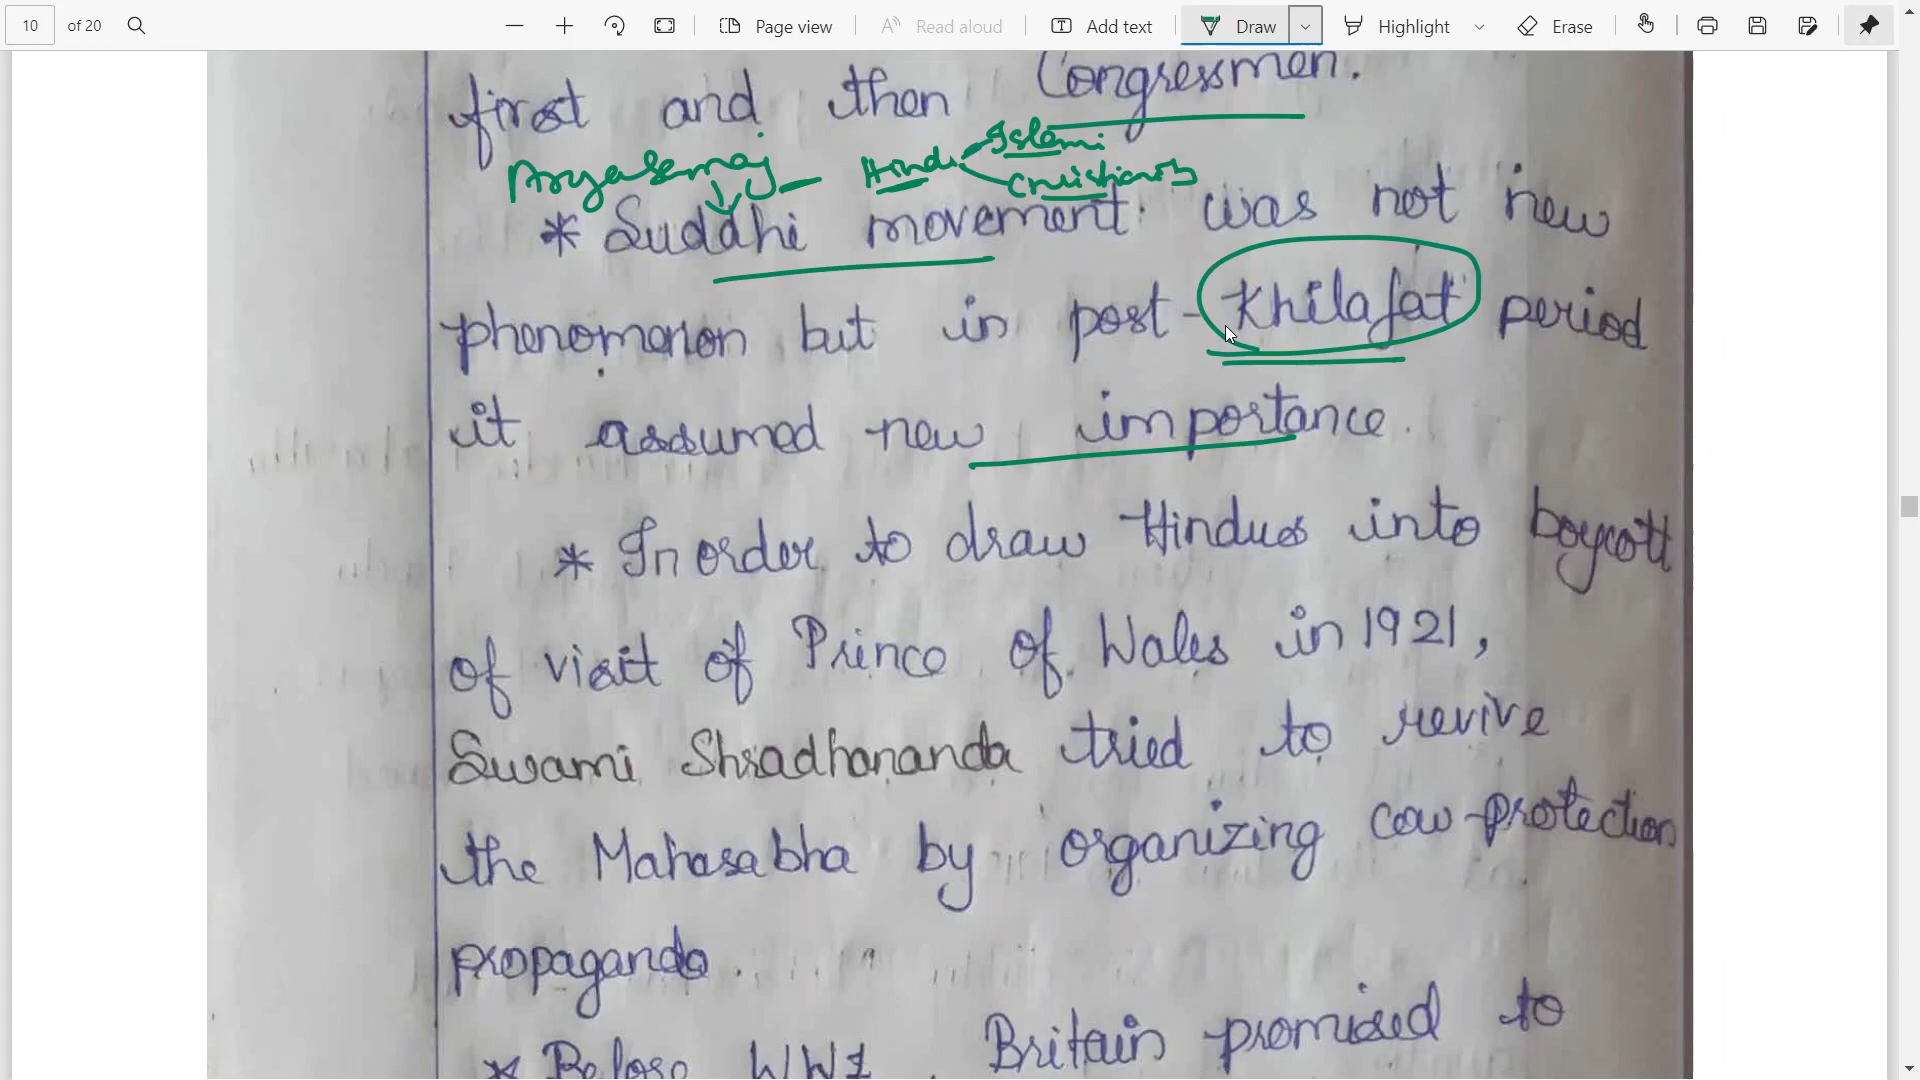 10 of 20 Page view Read aloud Add text Draw Highlight Erase
first and then Congressmen.
Aryasamaj — Hindu Islam
Christianity
* Suddhi movement was not new
phenomenon but in post-Khilafat period
it assumed new importance.
* In order to draw Hindus into boycott
of visit of Prince of Wales in 1921,
Swami Shradhananda tried to revive
the Mahasabha by organizing cow-protection
propaganda.
* Before WW1, Britain promised to